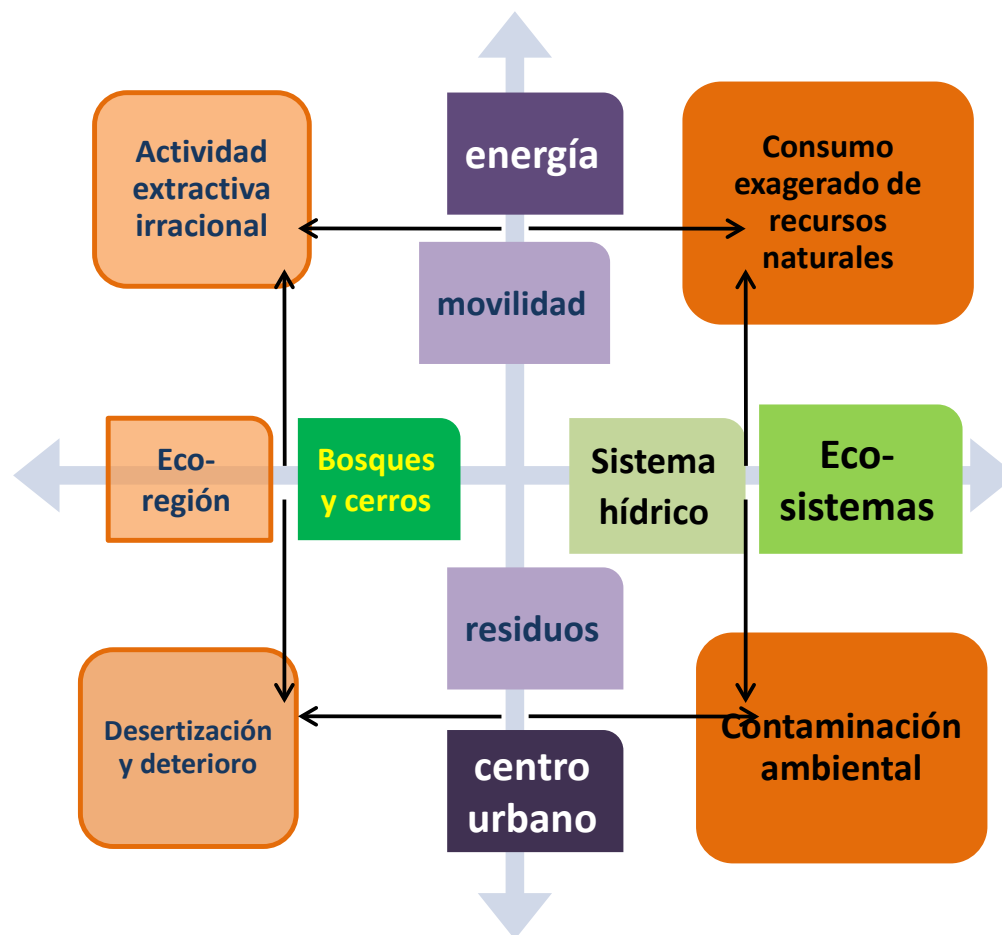 Actividad
extractiva
irracional
energía
Consumo
exagerado de
recursos
naturales
movilidad
Eco-
región
Bosques
y cerros
Sistema
hídrico
Eco-
sistemas
residuos
Desertización
y deterioro
centro
urbano
Contaminación
ambiental